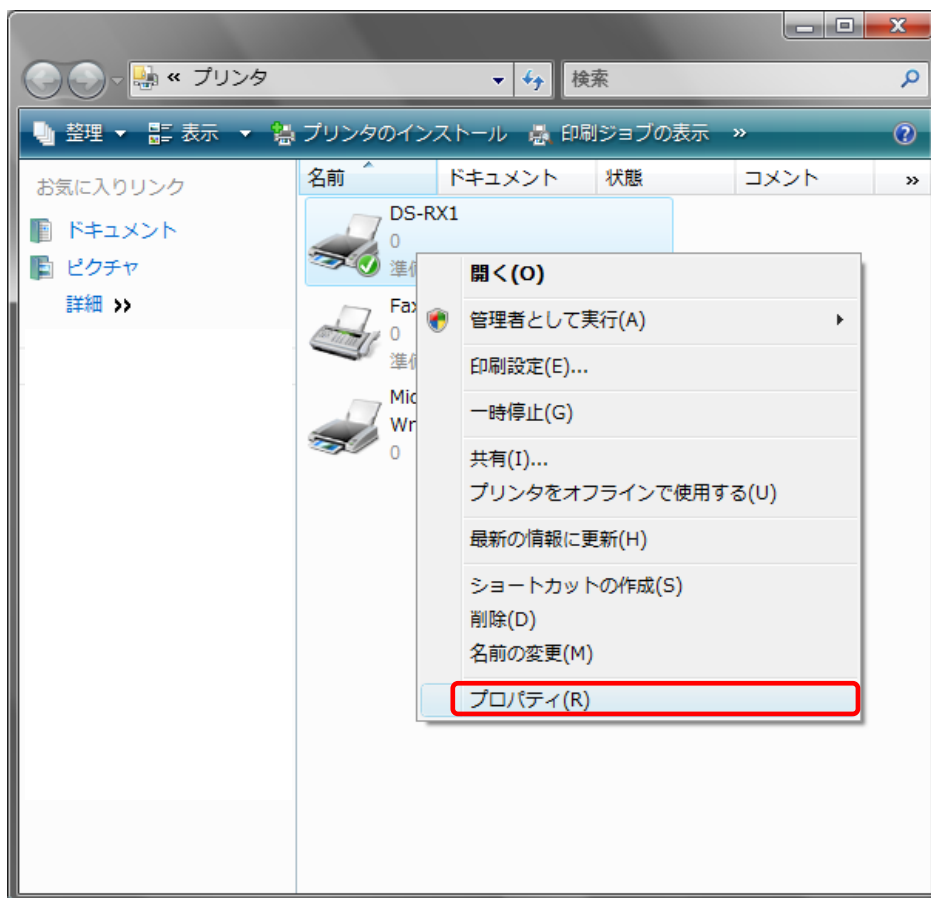 « プリンタ
検索
整理 表示 プリンタのインストール 印刷ジョブの表示 »
お気に入りリンク
ドキュメント
ピクチャ
詳細 »
名前 ドキュメント 状態 コメント »
DS-RX1
0
Fax
0
0
開く(O)
管理者として実行(A)
印刷設定(E)...
一時停止(G)
共有(I)...
プリンタをオフラインで使用する(U)
最新の情報に更新(H)
ショートカットの作成(S)
削除(D)
名前の変更(M)
プロパティ(R)